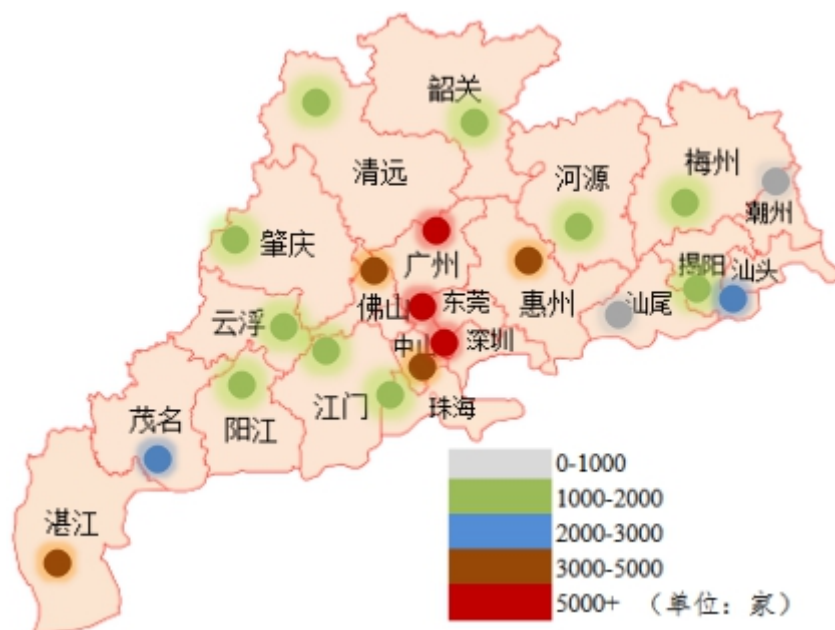 韶关
清远
河源
梅州
潮州
肇庆
广州
揭阳
汕头
佛山
东莞
惠州
汕尾
云浮
中山
深圳
茂名
阳江
江门
珠海
湛江
0-1000
1000-2000
2000-3000
3000-5000
5000+ （单位：家）